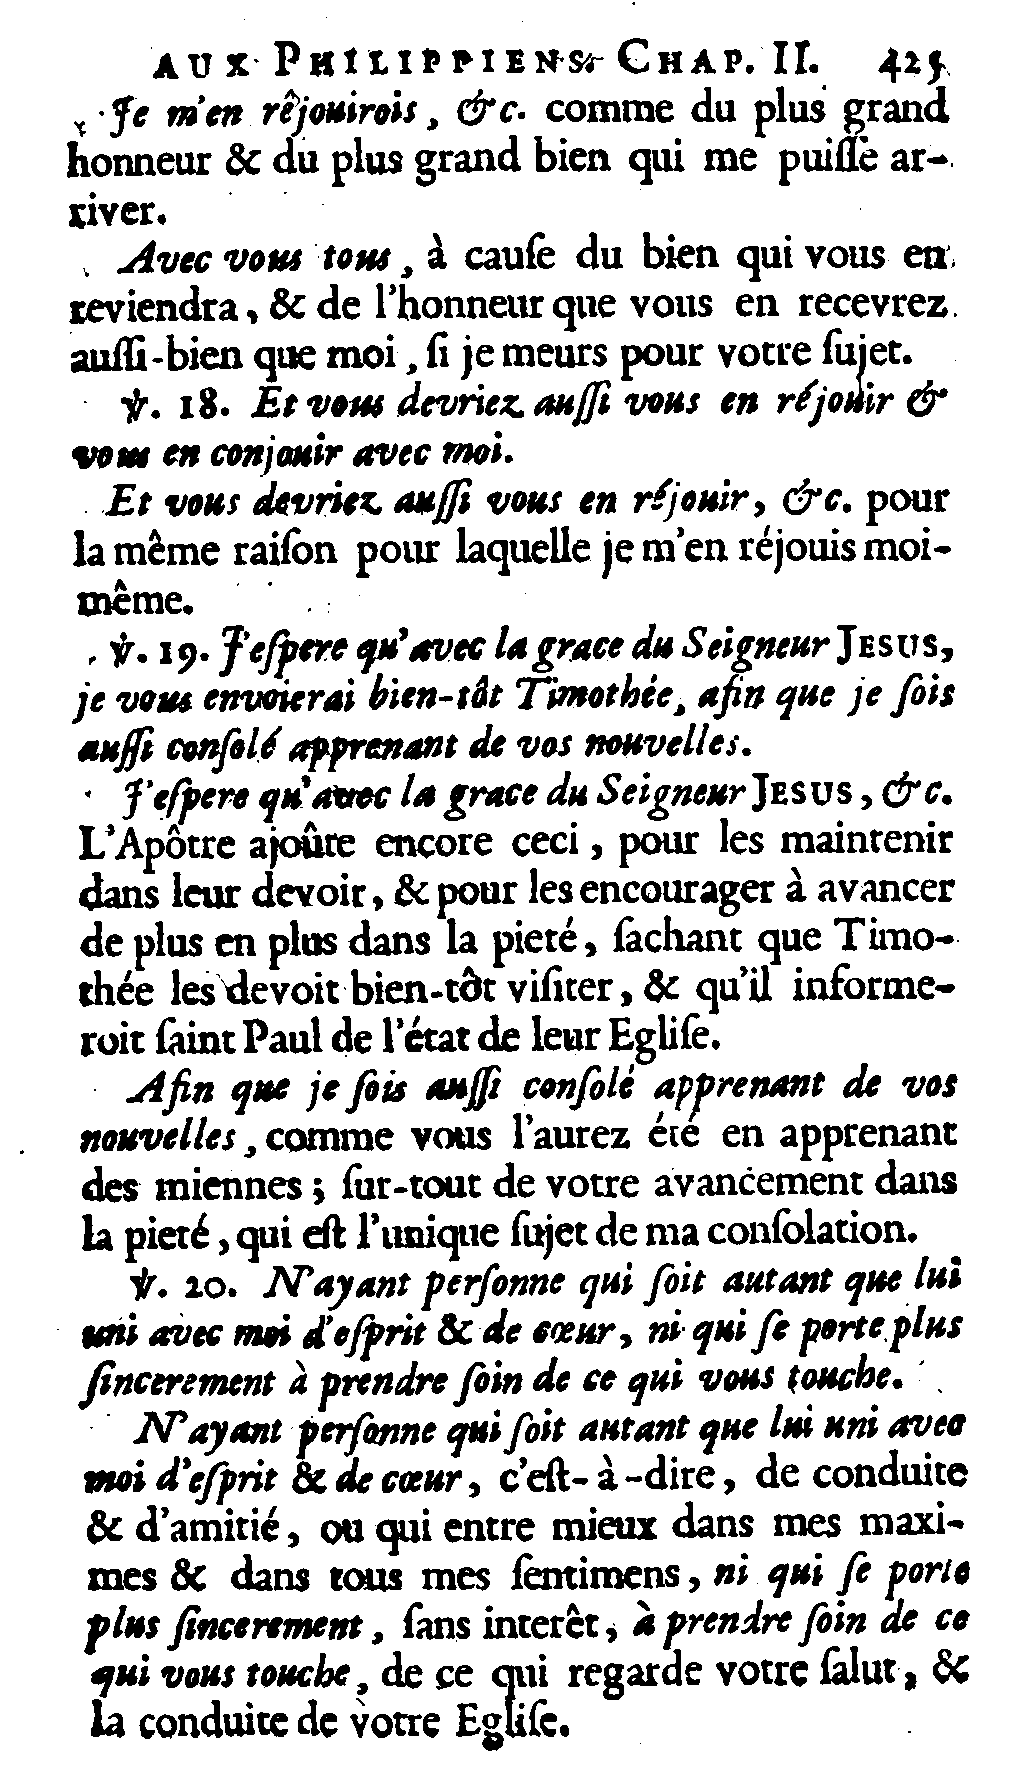 AUX PHILIPPIENS CHAP. II. 425
Je m'en rêjouirois, &c. comme du plus grand
honneur & du plus grand bien qui me puiſſe ar-
river.
Avec vous tous, à cauſe du bien qui vous en
reviendra, & de l'honneur que vous en recevrez
auſſi-bien que moi, ſi je meurs pour votre ſujet.
℣. 18. Et vous devriez auſſi vous en réjouir &
vous en conjouir avec moi.
Et vous devriez auſſi vous en réjouir, &c. pour
la même raiſon pour laquelle je m'en réjouis moi-
même.
℣. 19. J'eſpere qu'avec la grace du Seigneur JESUS,
je vous envoierai bien-tôt Timothée, afin que je ſois
auſſi conſolé apprenant de vos nouvelles.
J'eſpere qu'avec la grace du Seigneur JESUS, &c.
L'Apôtre ajoûte encore ceci, pour les maintenir
dans leur devoir, & pour les encourager à avancer
de plus en plus dans la pieté, ſachant que Timo-
thée les devoit bien-tôt viſiter, & qu'il informe-
roit ſaint Paul de l'état de leur Egliſe.
Afin que je ſois auſſi conſolé apprenant de vos
nouvelles, comme vous l'aurez été en apprenant
des miennes; ſur-tout de votre avancement dans
la pieté, qui eſt l'unique ſujet de ma conſolation.
℣. 20. N'ayant perſonne qui ſoit autant que lui
uni avec moi d'eſprit & de cœur, ni qui ſe porte plus
ſincerement à prendre ſoin de ce qui vous touche.
N'ayant perſonne qui ſoit autant que lui uni avec
moi d'eſprit & de cœur, c'eſt-à-dire, de conduite
& d'amitié, ou qui entre mieux dans mes maxi-
mes & dans tous mes ſentimens, ni qui ſe porte
plus ſincerement, ſans interêt, à prendre ſoin de ce
qui vous touche, de ce qui regarde votre ſalut, &
la conduite de votre Egliſe.